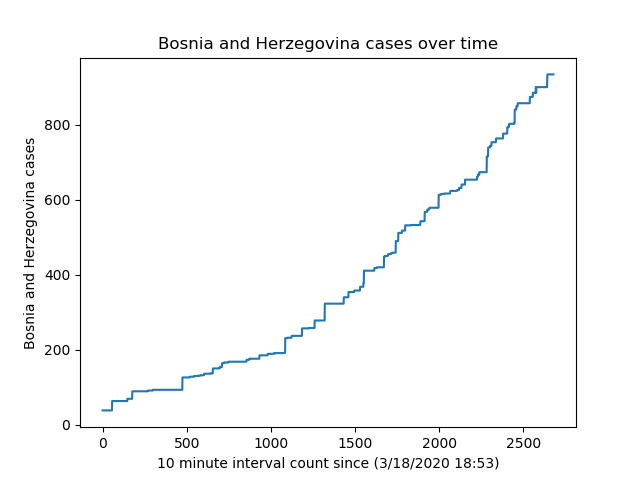 Bosnia and Herzegovina cases over time
Bosnia and Herzegovina cases
800
600
400
200
0
0 500 1000 1500 2000 2500
10 minute interval count since (3/18/2020 18:53)